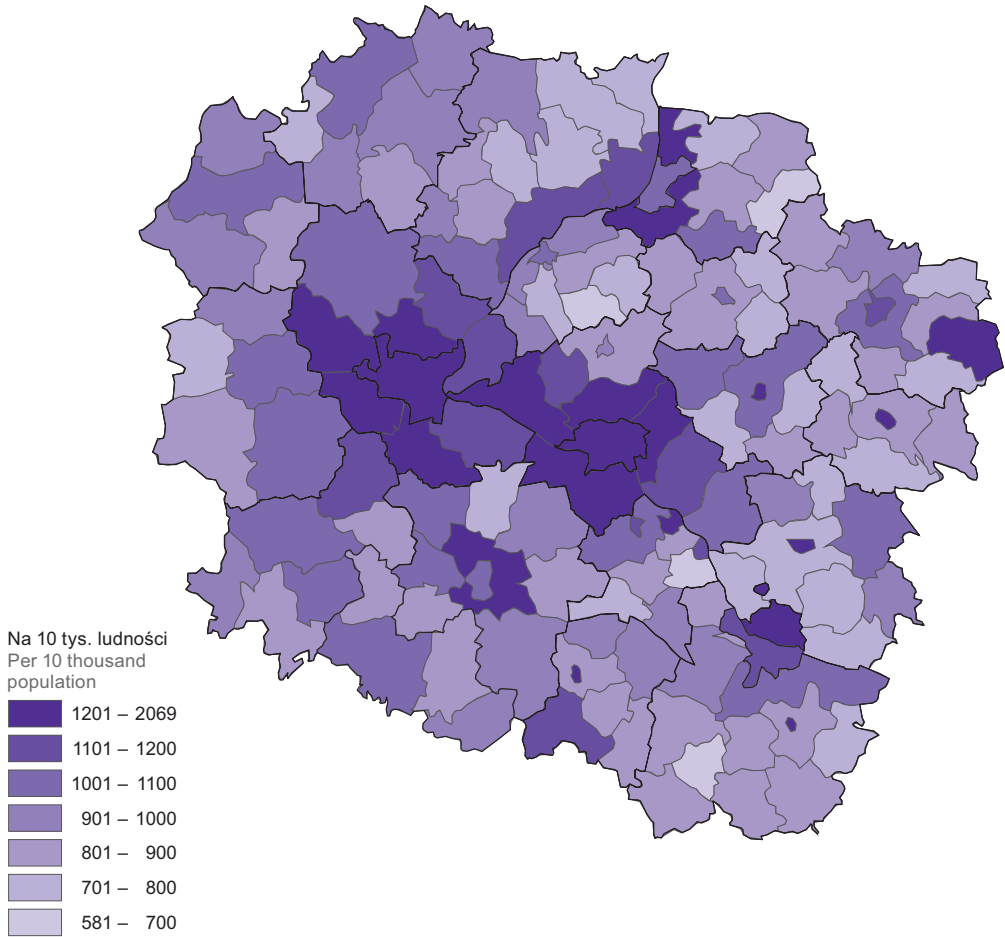 Na 10 tys. ludności
Per 10 thousand
population
1201 – 2069
1101 – 1200
1001 – 1100
901 – 1000
801 – 900
701 – 800
581 – 700